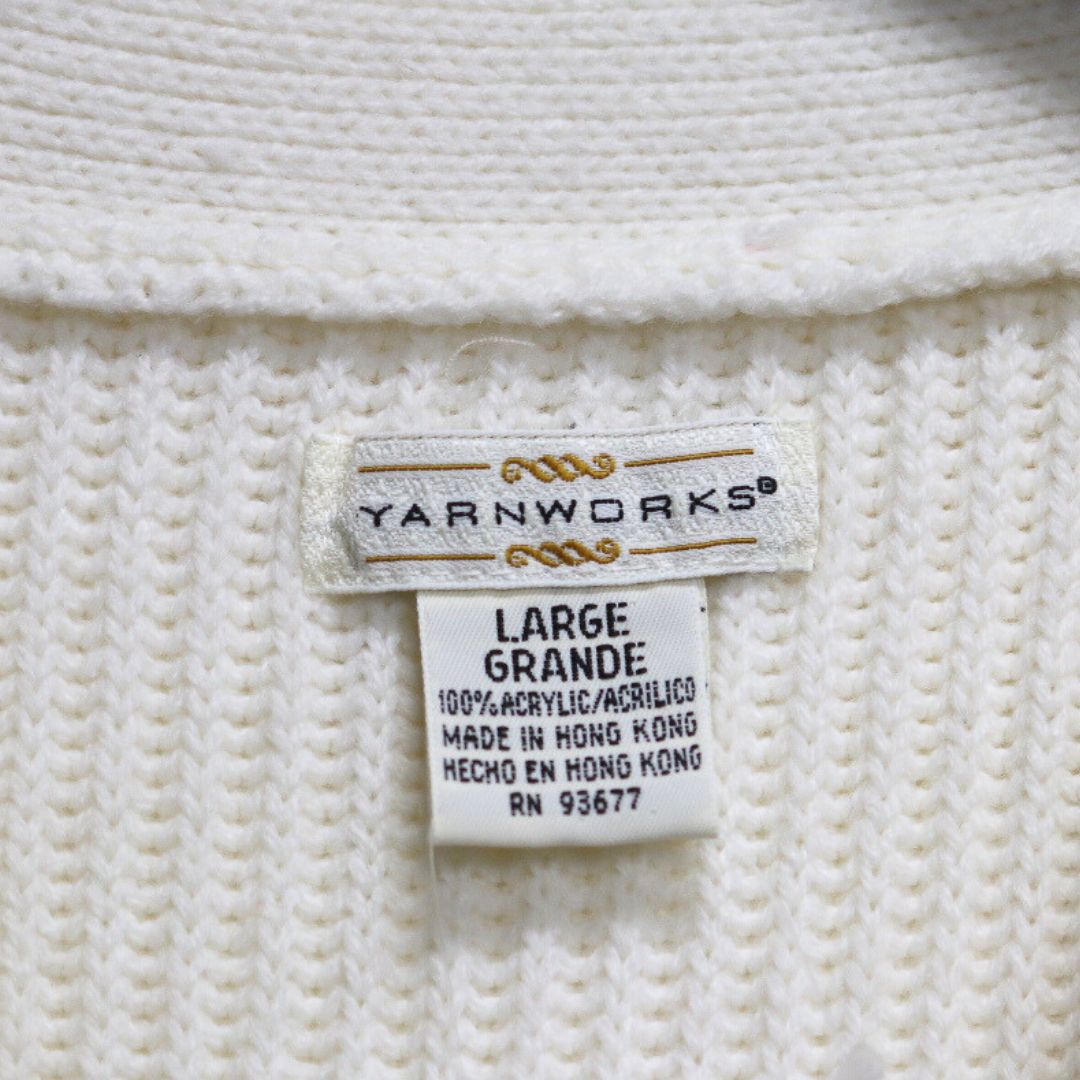 YARNWORKS®
LARGE
GRANDE
100% ACRYLIC/ACRILICO
MADE IN HONG KONG
HECHO EN HONG KONG
RN 93677